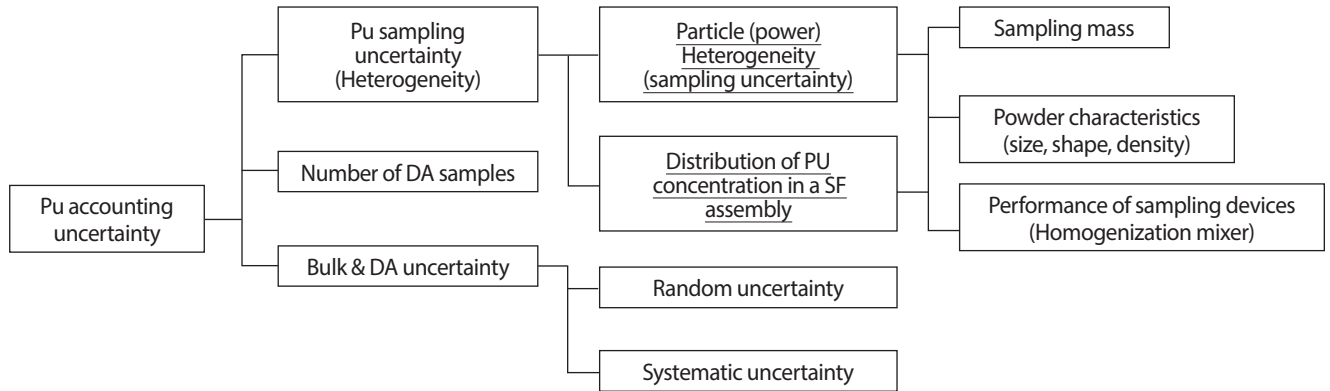 Pu accounting
uncertainty
Pu sampling
uncertainty
(Heterogeneity)
Number of DA samples
Bulk & DA uncertainty
Particle (power)
Heterogeneity
(sampling uncertainty)
Distribution of PU
concentration in a SF
assembly
Random uncertainty
Systematic uncertainty
Sampling mass
Powder characteristics
(size, shape, density)
Performance of sampling devices
(Homogenization mixer)